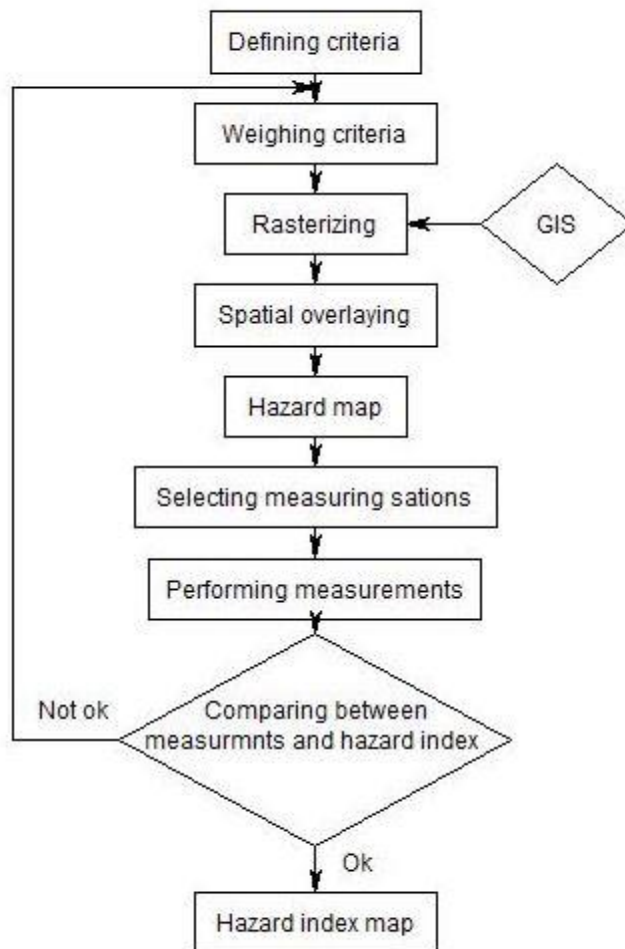 Defining criteria
Weighing criteria
Rasterizing
GIS
Spatial overlaying
Hazard map
Selecting measuring sations
Performing measurements
Not ok
Comparing between
measurmnts and hazard index
Ok
Hazard index map